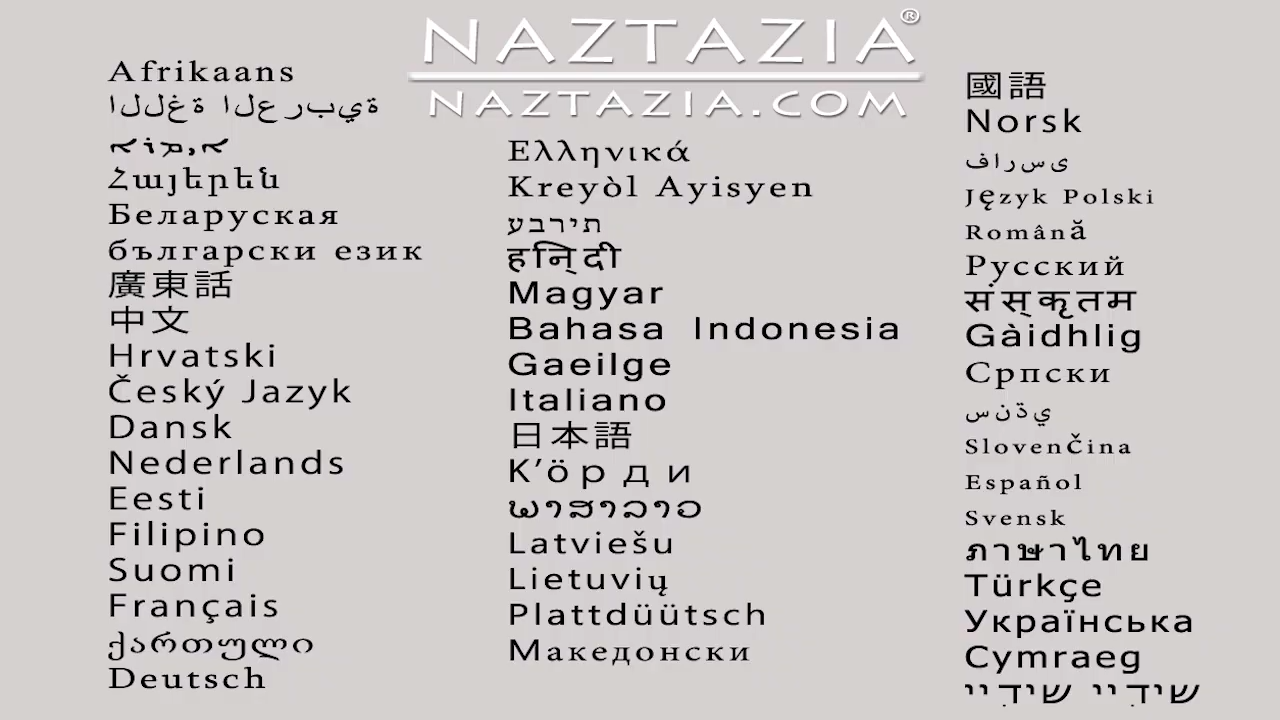 NAZTAZIA®
NAZTAZIA.COM
Afrikaans
اللغة العربية
Հայերեն
Беларуская
български език
廣東話
中文
Hrvatski
Český Jazyk
Dansk
Nederlands
Eesti
Filipino
Suomi
Français
ქართული
Deutsch
Ελληνικά
Kreyòl Ayisyen
תירבע
हिन्दी
Magyar
Bahasa Indonesia
Gaeilge
Italiano
日本語
К’öрди
ພາສາລາວ
Latviešu
Lietuvių
Plattdüütsch
Македонски
國語
Norsk
یسراف
Język Polski
Română
Русский
संस्कृतम
Gàidhlig
Српски
SlovenČina
Español
Svensk
ภาษาไทย
Türkçe
Українська
Cymraeg